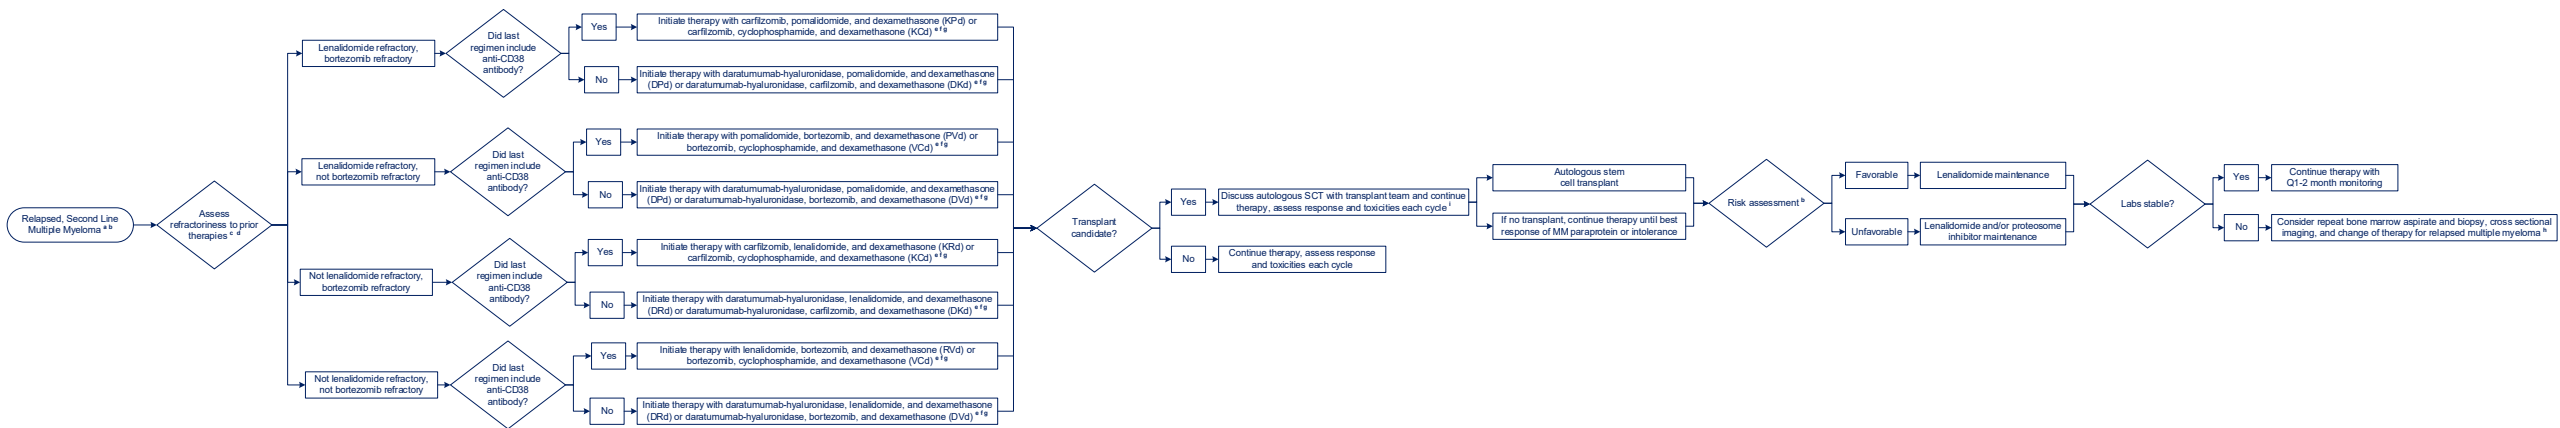 Relapsed, Second Line
Multiple Myeloma a b
Assess
refractoriness to prior
therapies c d
Lenalidomide refractory,
bortezomib refractory
Did last
regimen include
anti-CD38
antibody?
Yes
Initiate therapy with carfilzomib, pomalidomide, and dexamethasone (KPd) or
carfilzomib, cyclophosphamide, and dexamethasone (KCd) e f g
No
Initiate therapy with daratumumab-hyaluronidase, pomalidomide, and dexamethasone
(DPd) or daratumumab-hyaluronidase, carfilzomib, and dexamethasone (DKd) e f g
Lenalidomide refractory,
not bortezomib refractory
Did last
regimen include
anti-CD38
antibody?
Yes
Initiate therapy with pomalidomide, bortezomib, and dexamethasone (PVd) or
bortezomib, cyclophosphamide, and dexamethasone (VCd) e f g
No
Initiate therapy with daratumumab-hyaluronidase, pomalidomide, and dexamethasone
(DPd) or daratumumab-hyaluronidase, bortezomib, and dexamethasone (DVd) e f g
Not lenalidomide refractory,
bortezomib refractory
Did last
regimen include
anti-CD38
antibody?
Yes
Initiate therapy with carfilzomib, lenalidomide, and dexamethasone (KRd) or
carfilzomib, cyclophosphamide, and dexamethasone (KCd) e f g
No
Initiate therapy with daratumumab-hyaluronidase, lenalidomide, and dexamethasone
(DRd) or daratumumab-hyaluronidase, carfilzomib, and dexamethasone (DKd) e f g
Not lenalidomide refractory,
not bortezomib refractory
Did last
regimen include
anti-CD38
antibody?
Yes
Initiate therapy with lenalidomide, bortezomib, and dexamethasone (RVd) or
bortezomib, cyclophosphamide, and dexamethasone (VCd) e f g
No
Initiate therapy with daratumumab-hyaluronidase, lenalidomide, and dexamethasone
(DRd) or daratumumab-hyaluronidase, bortezomib, and dexamethasone (DVd) e f g
Transplant
candidate?
Yes
Discuss autologous SCT with transplant team and continue
therapy, assess response and toxicities each cycle i
No
Continue therapy, assess response
and toxicities each cycle
Autologous stem
cell transplant
If no transplant, continue therapy until best
response of MM paraprotein or intolerance
Risk assessment b
Favorable
Lenalidomide maintenance
Unfavorable
Lenalidomide and/or proteosome
inhibitor maintenance
Labs stable?
Yes
Continue therapy with
Q1-2 month monitoring
No
Consider repeat bone marrow aspirate and biopsy, cross sectional
imaging, and change of therapy for relapsed multiple myeloma h